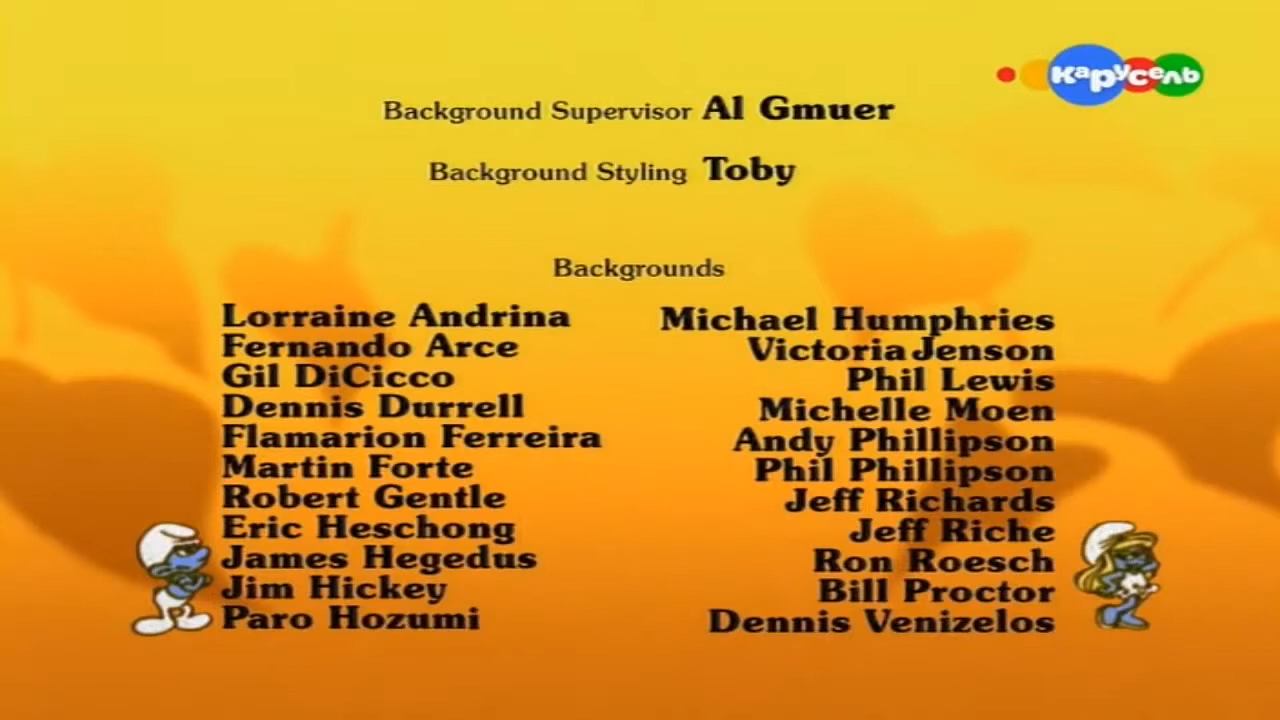 карусель
Background Supervisor Al Gmuer
Background Styling Toby
Backgrounds
Lorraine Andrina
Fernando Arce
Gil DiCicco
Dennis Durrell
Flamarion Ferreira
Martin Forte
Robert Gentle
Eric Heschong
James Hegedus
Jim Hickey
Paro Hozumi
Michael Humphries
Victoria Jenson
Phil Lewis
Michelle Moen
Andy Phillipson
Phil Phillipson
Jeff Richards
Jeff Riche
Ron Roesch
Bill Proctor
Dennis Venizelos